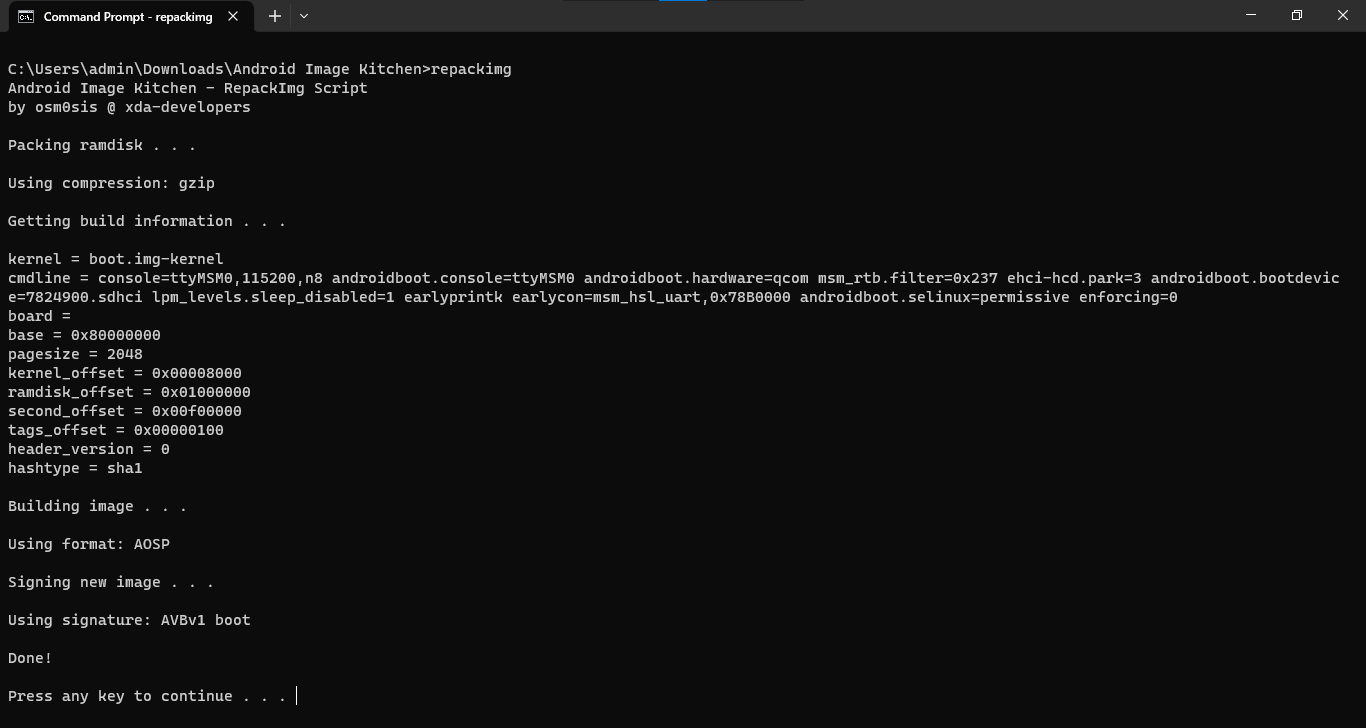 Command Prompt - repackimg
C:\Users\admin\Downloads\Android Image Kitchen>repackimg
Android Image Kitchen - RepackImg Script
by osm0sis @ xda-developers
Packing ramdisk . . .
Using compression: gzip
Getting build information . . .
kernel = boot.img-kernel
cmdline = console=ttyMSM0,115200,n8 androidboot.console=ttyMSM0 androidboot.hardware=qcom msm_rtb.filter=0x237 ehci-hcd.park=3 androidboot.bootdevic
e=7824900.sdhci lpm_levels.sleep_disabled=1 earlyprintk earlycon=msm_hsl_uart,0x78B0000 androidboot.selinux=permissive enforcing=0
board =
base = 0x80000000
pagesize = 2048
kernel_offset = 0x00008000
ramdisk_offset = 0x01000000
second_offset = 0x00f00000
tags_offset = 0x00000100
header_version = 0
hashtype = sha1
Building image . . .
Using format: AOSP
Signing new image . . .
Using signature: AVBv1 boot
Done!
Press any key to continue . . .